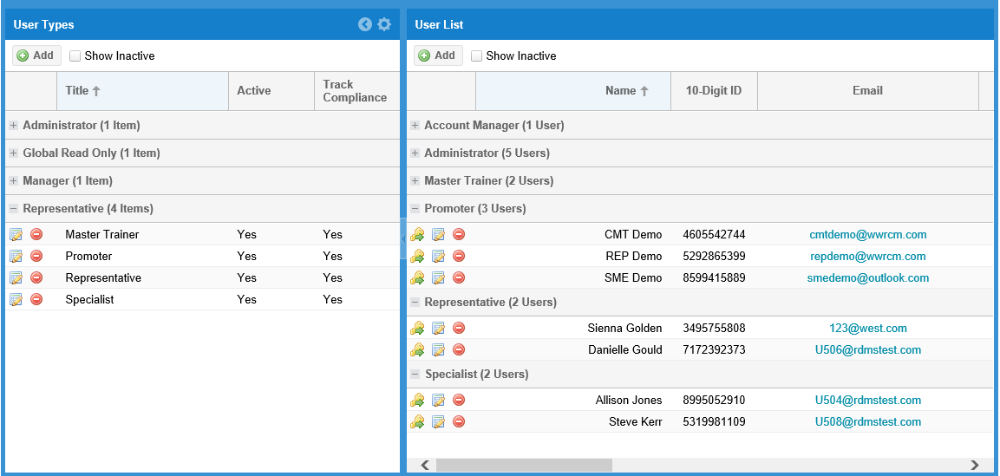 User Types
Add Show Inactive
Title Active Track Compliance
Administrator (1 Item)
Global Read Only (1 Item)
Manager (1 Item)
Representative (4 Items)
Master Trainer Yes Yes
Promoter Yes Yes
Representative Yes Yes
Specialist Yes Yes
User List
Add Show Inactive
Name 10-Digit ID Email
Account Manager (1 User)
Administrator (5 Users)
Master Trainer (2 Users)
Promoter (3 Users)
CMT Demo 4605542744 cmtdemo@wwrcm.com
REP Demo 5292865399 repdemo@wwrcm.com
SME Demo 8599415889 smedemo@outlook.com
Representative (2 Users)
Sienna Golden 3495755808 123@west.com
Danielle Gould 7172392373 U506@rdmstest.com
Specialist (2 Users)
Allison Jones 8995052910 U504@rdmstest.com
Steve Kerr 5319981109 U508@rdmstest.com